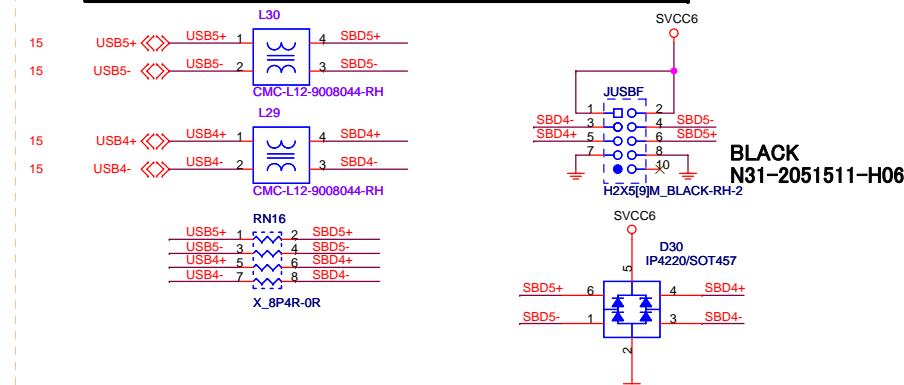 L30
15 USB5+ USB5+ 1 4 SBD5+
15 USB5- USB5- 2 3 SBD5-
CMC-L12-9008044-RH
L29
15 USB4+ USB4+ 1 4 SBD4+
15 USB4- USB4- 2 3 SBD4-
CMC-L12-9008044-RH
RN16
USB5+ 1 2 SBD5+
USB5- 3 4 SBD5-
USB4+ 5 6 SBD4+
USB4- 7 8 SBD4-
X_8P4R-0R
SVCC6
JUSBF
1 2
SBD4- 3 4 SBD5-
SBD4+ 5 6 SBD5+
7 8
10
H2X5[9]M_BLACK-RH-2
BLACK
N31-2051511-H06
SVCC6
D30
IP4220/SOT457
5
SBD5+ 6 4 SBD4+
SBD5- 1 3 SBD4-
2